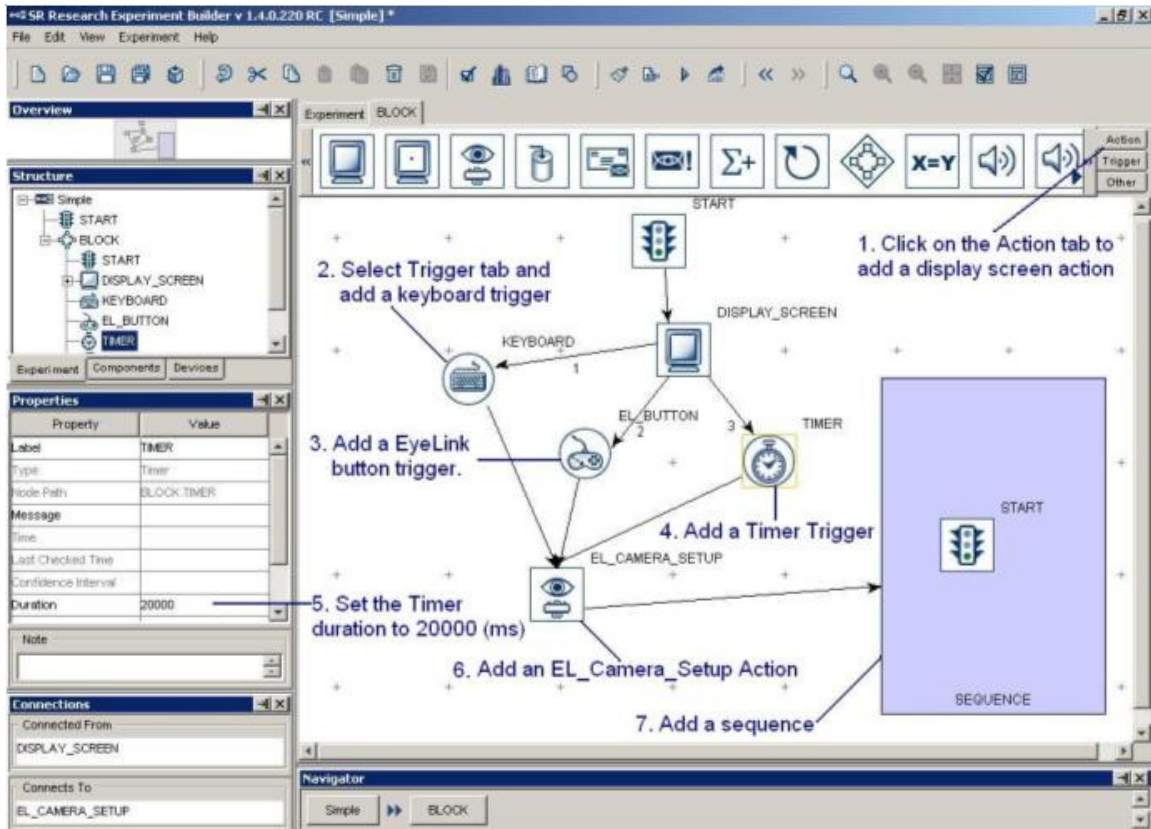 SR Research Experiment Builder v 1.4.0.220 RC [Simple] *
File Edit View Experiment Help
Overview
Structure
Simple
START
BLOCK
START
DISPLAY_SCREEN
KEYBOARD
EL_BUTTON
TIMER
Experiment Components Devices
Properties
Property Value
Label TIMER
Type Timer
Node Path BLOCK.TIMER
Message
Time
Last Checked Time
Confidence Interval
Duration 20000
Note
Connections
Connected From
DISPLAY_SCREEN
Connects To
EL_CAMERA_SETUP
Experiment BLOCK
Σ+
X=Y
Action
Trigger
Other
START
1. Click on the Action tab to
add a display screen action
2. Select Trigger tab and
add a keyboard trigger
DISPLAY_SCREEN
KEYBOARD
1
EL_BUTTON
2
3
TIMER
3. Add a EyeLink
button trigger.
4. Add a Timer Trigger
START
EL_CAMERA_SETUP
5. Set the Timer
duration to 20000 (ms)
6. Add an EL_Camera_Setup Action
SEQUENCE
7. Add a sequence
Navigator
Simple BLOCK